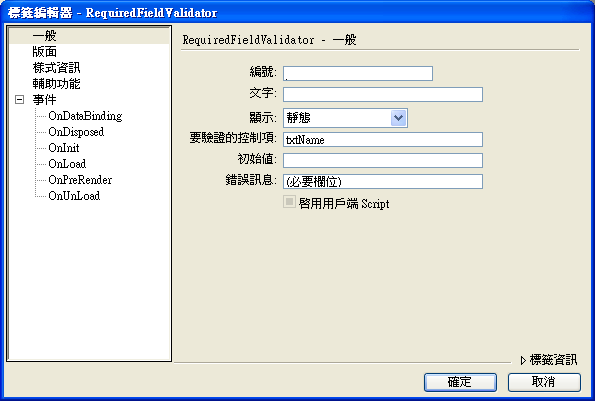 標籤編輯器 - RequiredFieldValidator
一般
版面
樣式資訊
輔助功能
事件
OnDataBinding
OnDisposed
OnInit
OnLoad
OnPreRender
OnUnLoad
RequiredFieldValidator - 一般
編號:
文字:
顯示: 靜態
要驗證的控制項: txtName
初始值:
錯誤訊息: (必要欄位)
啟用用戶端 Script
標籤資訊
確定 取消